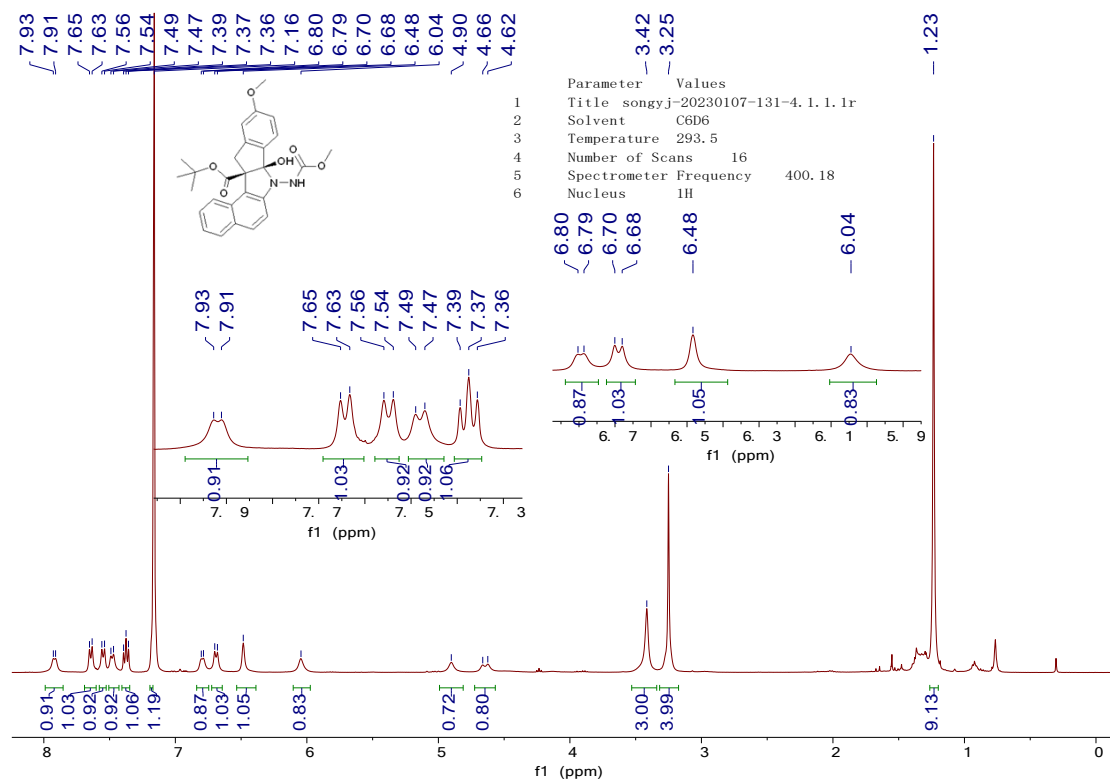 7.93 7.91 7.65 7.63 7.56 7.54 7.49 7.47 7.39 7.37 7.36 7.16 6.80 6.79 6.70 6.68 6.48 6.04 4.90 4.66 4.62 3.42 3.25 1.23
Parameter Values
1 Title songyj-20230107-131-4.1.1.1r
2 Solvent C6D6
3 Temperature 293.5
4 Number of Scans 16
5 Spectrometer Frequency 400.18
6 Nucleus 1H
O
O
O
OH
N
NH
O
O
6.80 6.79 6.70 6.68 6.48 6.04
0.87 1.03 1.05 0.83
6. 7 6. 5 6. 3 6. 1 5. 9
f1 (ppm)
7.93 7.91 7.65 7.63 7.56 7.54 7.49 7.47 7.39 7.37 7.36
0.91 1.03 0.92 0.92 1.06
7. 9 7. 7 7. 5 7. 3
f1 (ppm)
0.91 1.03 0.92 0.92 1.06 1.19 0.87 1.03 1.05 0.83 0.72 0.80 3.00 3.99 9.13
8 7 6 5 4 3 2 1 0
f1 (ppm)